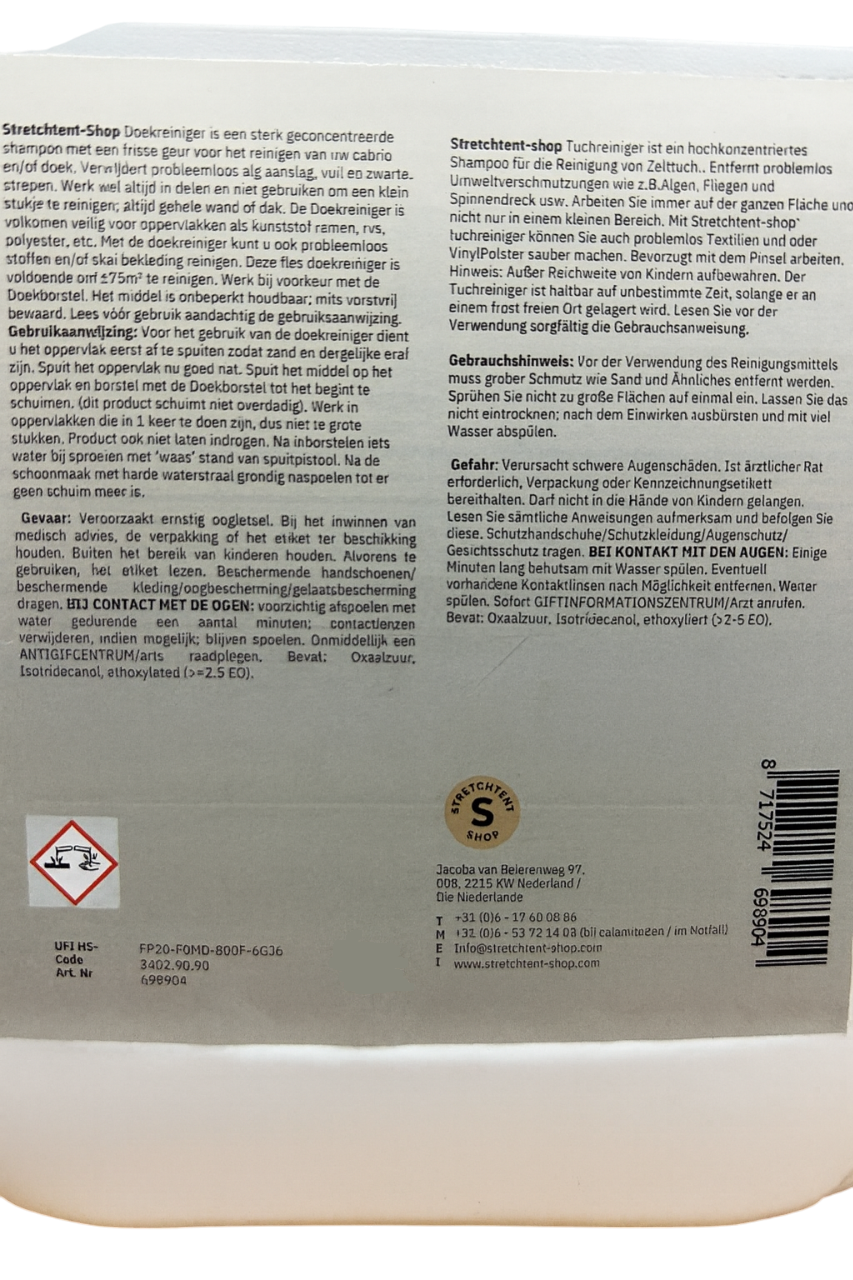 Stretchtent-Shop Doekreiniger is een sterk geconcentreerde
shampoo met een frisse geur voor het reinigen van uw cabrio
en/of doek. Verwijdert probleemloos alg aanslag, vuil en zwarte
strepen. Werk wel altijd in delen en niet gebruiken om een klein
stukje te reinigen; altijd gehele wand of dak. De Doekreiniger is
volkomen veilig voor oppervlakken als kunststof ramen, rvs,
polyester, etc. Met de doekreiniger kunt u ook probleemloos
stoffen en/of skai bekleding reinigen. Deze fles doekreiniger is
voldoende om ±75m² te reinigen. Werk bij voorkeur met de
Doekborstel. Het middel is onbeperkt houdbaar; mits vorstvrij
bewaard. Lees vóór gebruik aandachtig de gebruiksaanwijzing.
Gebruikaanwijzing: Voor het gebruik van de doekreiniger dient
u het oppervlak eerst af te spuiten zodat zand en dergelijke eraf
zijn. Spuit het oppervlak nu goed nat. Spuit het middel op het
oppervlak en borstel met de Doekborstel tot het begint te
schuimen. (dit product schuimt niet overdadig). Werk in
oppervlakken die in 1 keer te doen zijn, dus niet te grote
stukken. Product ook niet laten indrogen. Na inborstelen iets
water bij sproeien met 'waas' stand van spuitpistool. Na de
schoonmaak met harde waterstraal grondig naspoelen tot er
geen schuim meer is.
Gevaar: Veroorzaakt ernstig oogletsel. Bij het inwinnen van
medisch advies, de verpakking of het etiket ter beschikking
houden. Buiten het bereik van kinderen houden. Alvorens te
gebruiken, het etiket lezen. Beschermende handschoenen/
beschermende kleding/oogbescherming/gelaatsbescherming
dragen. BIJ CONTACT MET DE OGEN: voorzichtig afspoelen met
water gedurende een aantal minuten; contactlenzen
verwijderen, indien mogelijk; blijven spoelen. Onmiddellijk een
ANTIGIFCENTRUM/arts raadplegen. Bevat: Oxaalzuur,
Isotridecanol, ethoxylated (>=2.5 EO).
Stretchtent-shop Tuchreiniger ist ein hochkonzentriertes
Shampoo für die Reinigung von Zelttuch.. Entfernt problemlos
Umweltverschmutzungen wie z.B.Algen, Fliegen und
Spinnendreck usw. Arbeiten Sie immer auf der ganzen Fläche und
nicht nur in einem kleinen Bereich. Mit Stretchtent-shop'
tuchreiniger können Sie auch problemlos Textilien und oder
VinylPolster sauber machen. Bevorzugt mit dem Pinsel arbeiten.
Hinweis: Außer Reichweite von Kindern aufbewahren. Der
Tuchreiniger ist haltbar auf unbestimmte Zeit, solange er an
einem frost freien Ort gelagert wird. Lesen Sie vor der
Verwendung sorgfältig die Gebrauchsanweisung.
Gebrauchshinweis: Vor der Verwendung des Reinigungsmittels
muss grober Schmutz wie Sand und Ähnliches entfernt werden.
Sprühen Sie nicht zu große Flächen auf einmal ein. Lassen Sie das
nicht eintrocknen; nach dem Einwirken ausbürsten und mit viel
Wasser abspülen.
Gefahr: Verursacht schwere Augenschäden. Ist ärztlicher Rat
erforderlich, Verpackung oder Kennzeichnungsetikett
bereithalten. Darf nicht in die Hände von Kindern gelangen.
Lesen Sie sämtliche Anweisungen aufmerksam und befolgen Sie
diese. Schutzhandschuhe/Schutzkleidung/Augenschutz/
Gesichtsschutz tragen. BEI KONTAKT MIT DEN AUGEN: Einige
Minuten lang behutsam mit Wasser spülen. Eventuell
vorhandene Kontaktlinsen nach Möglichkeit entfernen. Weiter
spülen. Sofort GIFTINFORMATIONSZENTRUM/Arzt anrufen.
Bevat: Oxaalzuur, Isotridecanol, ethoxyliert (>2-5 EO).
STRETCHTENT
S
SHOP
Jacoba van Beierenweg 97,
008, 2215 KW Nederland /
Die Niederlande
T +31 (0)6 - 17 60 08 86
M +32 (0)6 - 53 72 14 03 (bij calamiteiten / im Notfall)
E Info@stretchtent-shop.com
I www.stretchtent-shop.com
8 717524 698904
UFI HS- FP20-F0MD-800F-6GJ6
Code 3402.90.90
Art. Nr 698904